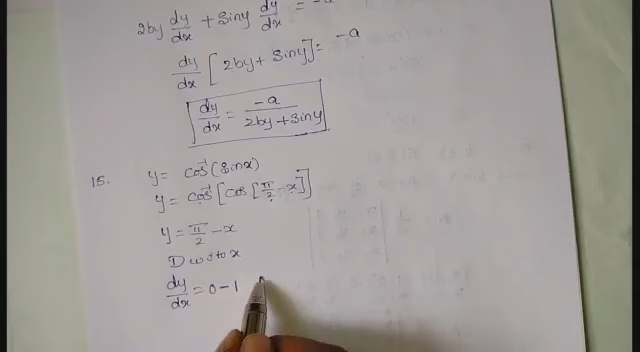 2by dy/dx + Siny dy/dx = -a
dy/dx [2by + Siny] = -a
dy/dx = -a / 2by + Siny
15. y = cos⁻¹(Sinx)
y = cos⁻¹[cos[π/2 - x]]
y = π/2 - x
D w r to x
dy/dx = 0 - 1